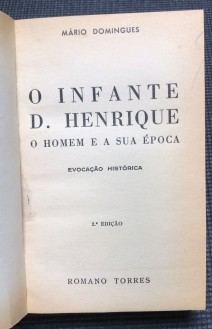 MÁRIO DOMINGUES
O INFANTE
D. HENRIQUE
O HOMEM E A SUA ÉPOCA
EVOCAÇÃO HISTÓRICA
2.ª EDIÇÃO
ROMANO TORRES